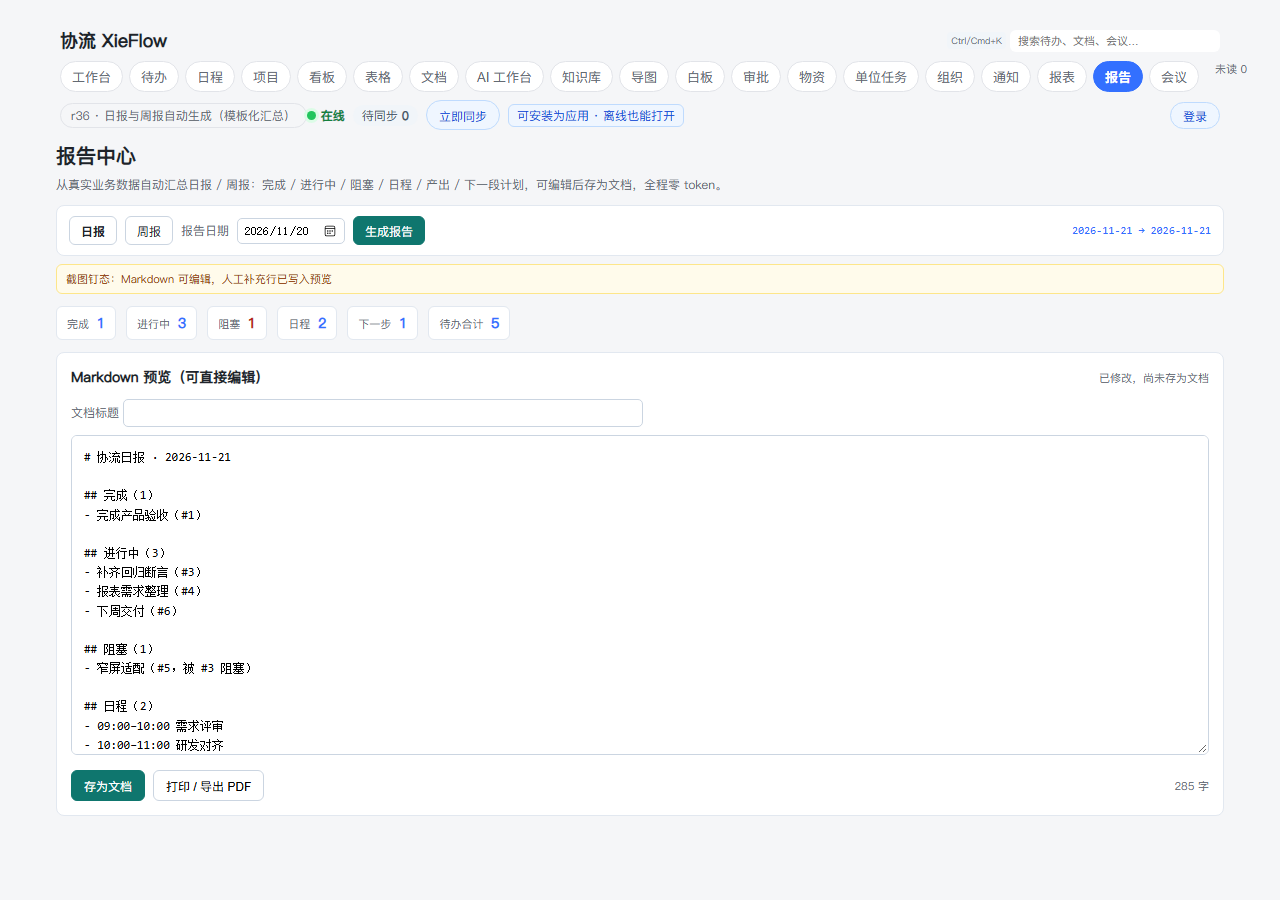 协流 XieFlow
Ctrl/Cmd+K 搜索待办、文档、会议...
工作台 待办 日程 项目 看板 表格 文档 AI 工作台 知识库 导图 白板 审批 物资 单位任务 组织 通知 报表 报告 会议 未读 0
r36 · 日报与周报自动生成（模板化汇总） 在线 待同步 0 立即同步 可安装为应用 · 离线也能打开 登录
报告中心
从真实业务数据自动汇总日报 / 周报：完成 / 进行中 / 阻塞 / 日程 / 产出 / 下一段计划，可编辑后存为文档，全程零 token。
日报 周报 报告日期 2026/11/20 生成报告 2026-11-21 → 2026-11-21
截图钉态：Markdown 可编辑，人工补充行已写入预览
完成 1 进行中 3 阻塞 1 日程 2 下一步 1 待办合计 5
Markdown 预览（可直接编辑） 已修改，尚未存为文档
文档标题
# 协流日报 · 2026-11-21
## 完成（1）
- 完成产品验收（#1）
## 进行中（3）
- 补齐回归断言（#3）
- 报表需求整理（#4）
- 下周交付（#6）
## 阻塞（1）
- 窄屏适配（#5，被 #3 阻塞）
## 日程（2）
- 09:00–10:00 需求评审
- 10:00–11:00 研发对齐
存为文档 打印 / 导出 PDF 285 字